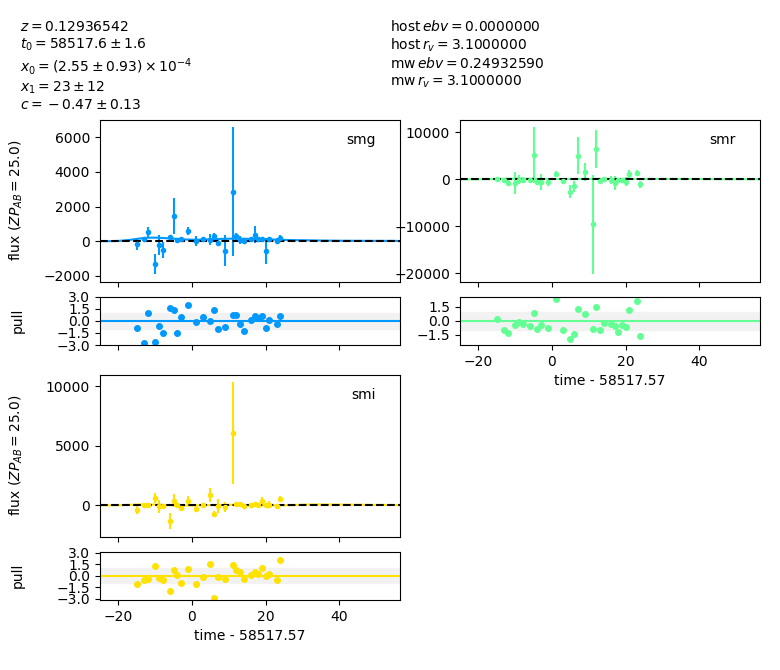 z = 0.12936542
t₀ = 58517.6 ± 1.6
x₀ = (2.55 ± 0.93) × 10⁻⁴
x₁ = 23 ± 12
c = −0.47 ± 0.13
host ebv = 0.0000000
host r_v = 3.1000000
mw ebv = 0.24932590
mw r_v = 3.1000000
flux (ZP_AB = 25.0)
6000
4000
2000
0
−2000
smg
10000
0
−10000
−20000
smr
pull
3.0
1.5
0.0
−1.5
−3.0
1.5
0.0
−1.5
−20 0 20 40
time - 58517.57
flux (ZP_AB = 25.0)
10000
5000
0
smi
pull
3.0
1.5
0.0
−1.5
−3.0
−20 0 20 40
time - 58517.57